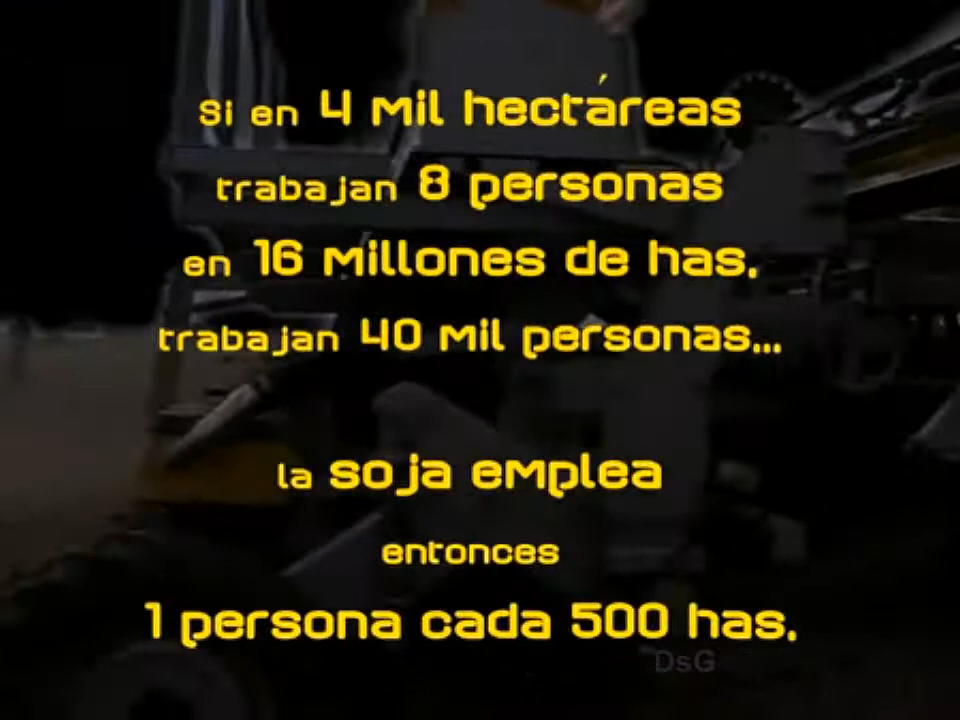 Si en 4 mil hectáreas
trabajan 8 personas
en 16 millones de has.
trabajan 40 mil personas...
la soja emplea
entonces
1 persona cada 500 has.
DsG